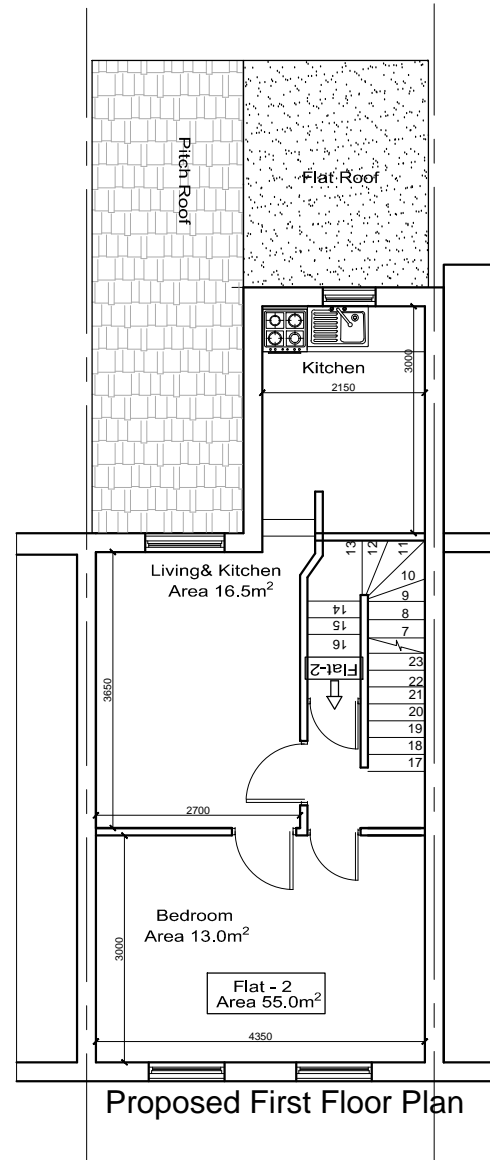 Pitch Roof
Flat Roof
Kitchen
2150
3000
Living& Kitchen
Area 16.5m²
13
12
11
10
9
8
7
14
15
16
Flat-2
23
22
21
20
19
18
17
3650
2700
Bedroom
Area 13.0m²
3000
Flat - 2
Area 55.0m²
4350
Proposed First Floor Plan